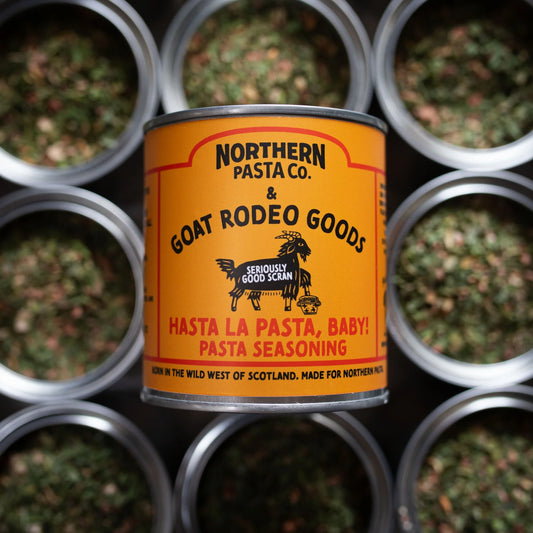 NORTHERN
PASTA CO.
&
GOAT RODEO GOODS
SERIOUSLY
GOOD SCRAN
HASTA LA PASTA, BABY!
PASTA SEASONING
BORN IN THE WILD WEST OF SCOTLAND. MADE FOR NORTHERN PASTA.